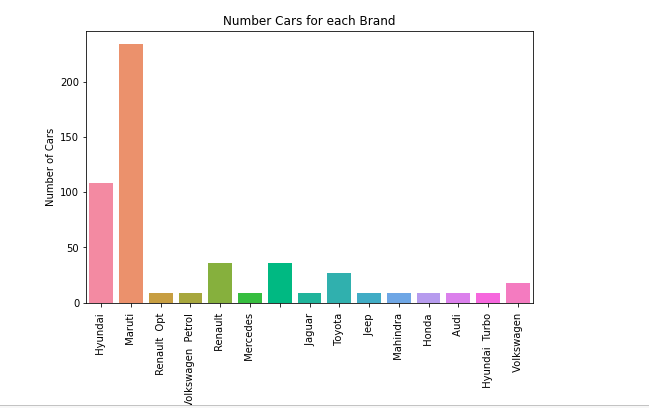 Number Cars for each Brand
Number of Cars
200
150
100
50
0
Hyundai
Maruti
Renault Opt
Volkswagen Petrol
Renault
Mercedes
Jaguar
Toyota
Jeep
Mahindra
Honda
Audi
Hyundai Turbo
Volkswagen